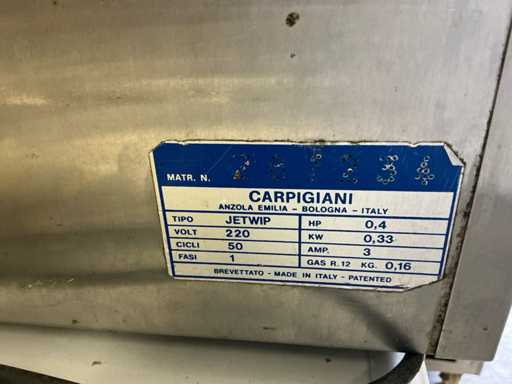 MATR. N.
CARPIGIANI
ANZOLA EMILIA - BOLOGNA - ITALY
TIPO JETWIP HP 0,4
VOLT 220 KW 0,33
CICLI 50 AMP. 3
FASI 1 GAS R.12 KG. 0,16
BREVETTATO - MADE IN ITALY - PATENTED